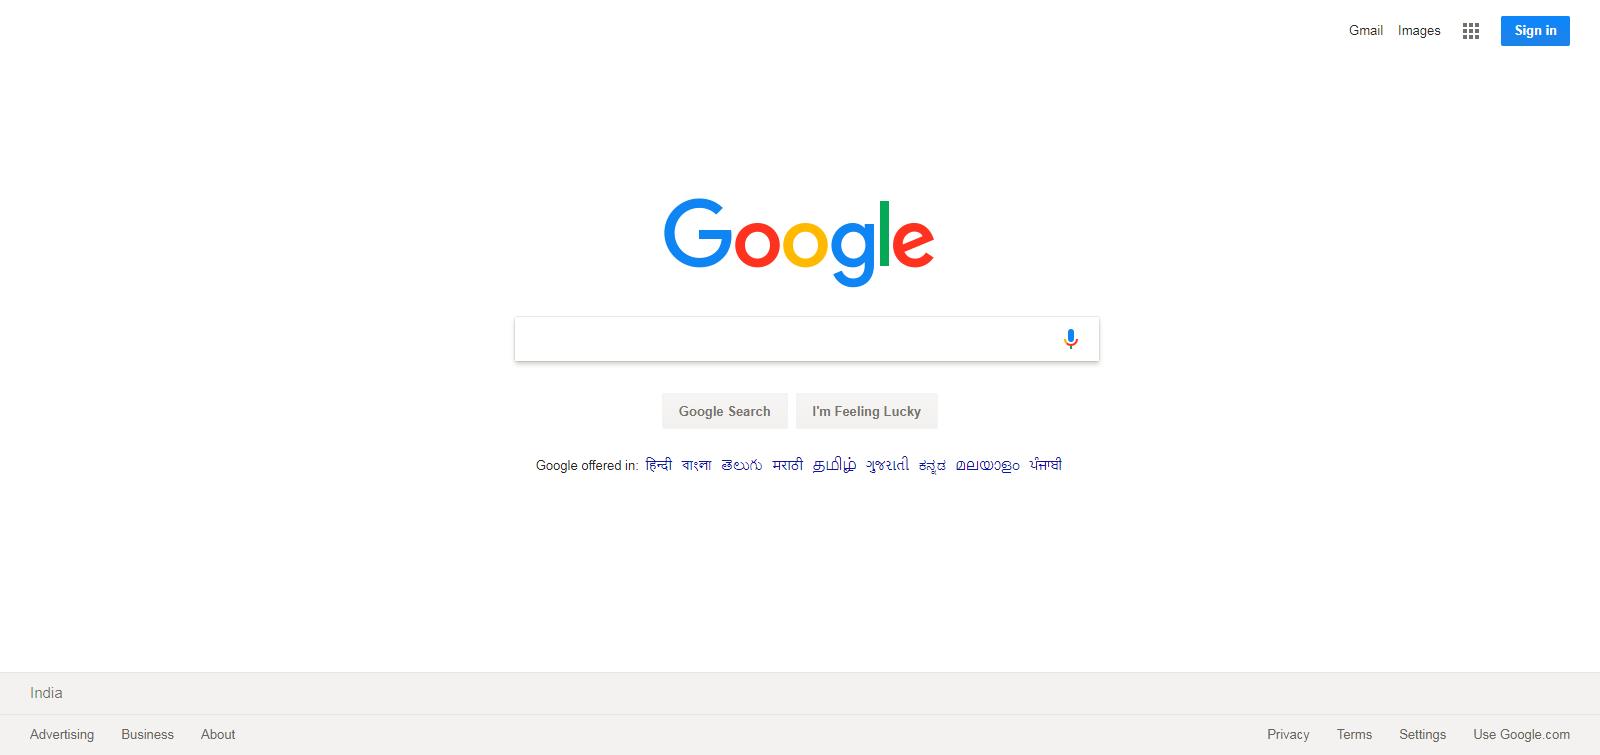 Gmail Images Sign in
Google
Google Search I'm Feeling Lucky
Google offered in: हिन्दी বাংলা తెలుగు मराठी தமிழ் ગુજરાતી ಕನ್ನಡ മലയാളം ਪੰਜਾਬੀ
India
Advertising Business About Privacy Terms Settings Use Google.com